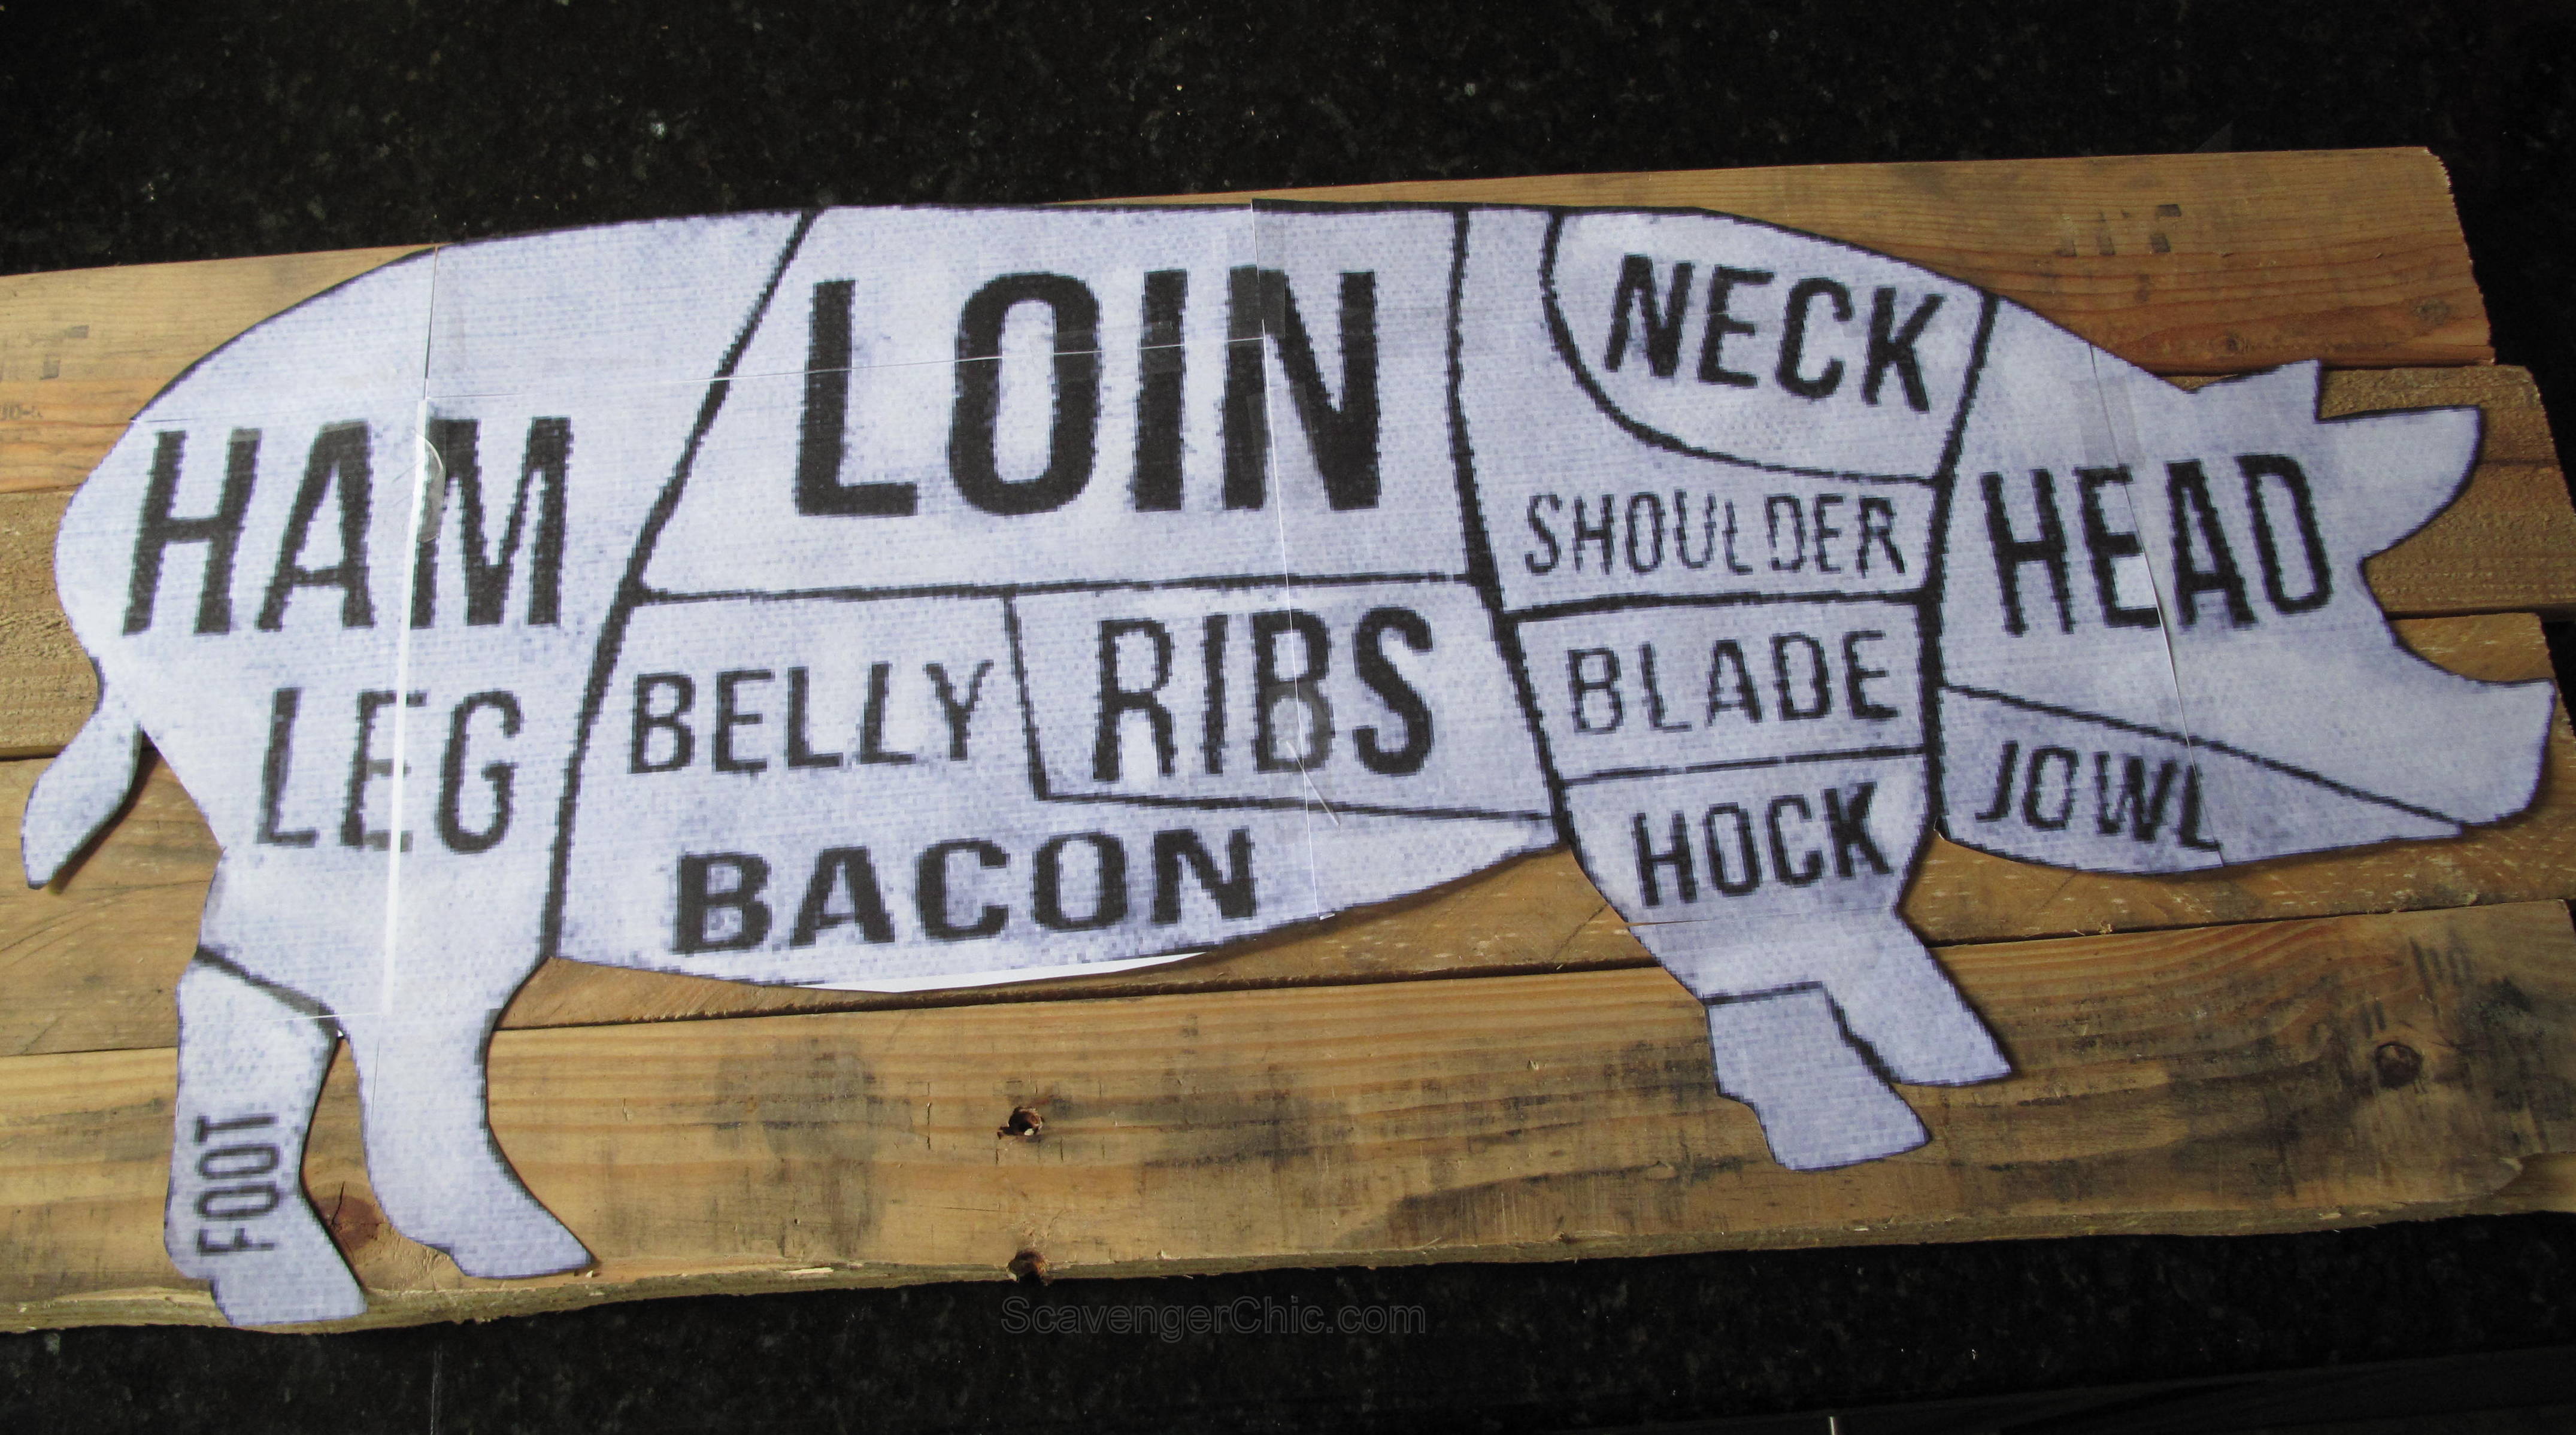 HAM
LEG
LOIN
NECK
SHOULDER
HEAD
BELLY
RIBS
BLADE
BACON
HOCK
JOWL
FOOT
ScavengerChic.com